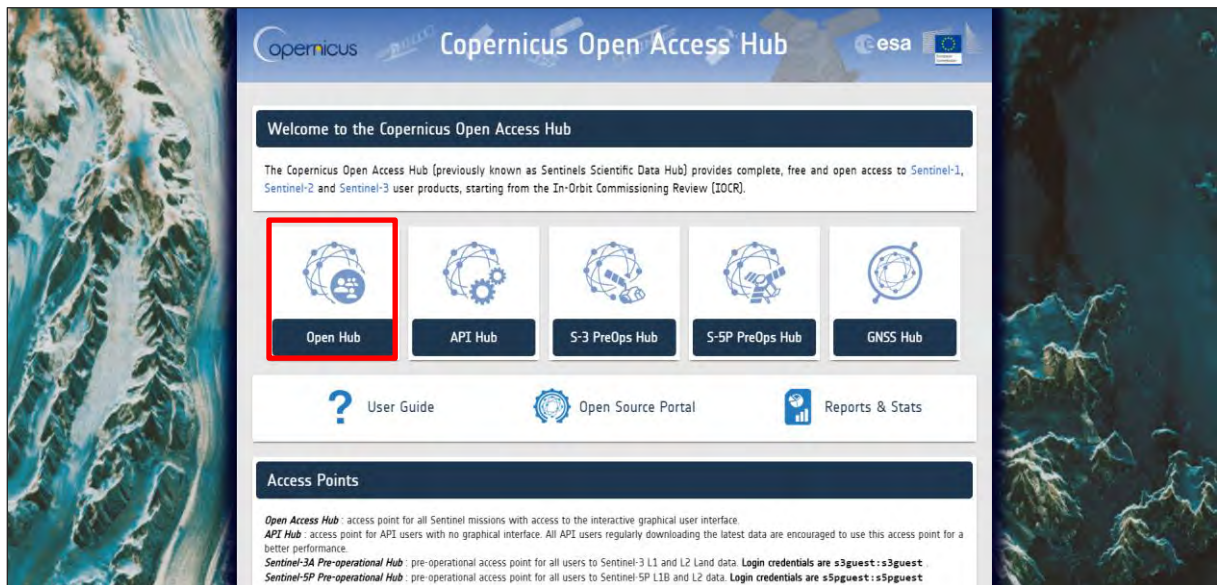 opernicus
Copernicus Open Access Hub
esa
Welcome to the Copernicus Open Access Hub
The Copernicus Open Access Hub (previously known as Sentinels Scientific Data Hub) provides complete, free and open access to Sentinel-1,
Sentinel-2 and Sentinel-3 user products, starting from the In-Orbit Commissioning Review (IOCR).
Open Hub
API Hub
S-3 PreOps Hub
S-5P PreOps Hub
GNSS Hub
? User Guide
Open Source Portal
Reports & Stats
Access Points
Open Access Hub : access point for all Sentinel missions with access to the interactive graphical user interface.
API Hub : access point for API users with no graphical interface. All API users regularly downloading the latest data are encouraged to use this access point for a
better performance.
Sentinel-3A Pre-operational Hub : pre-operational access point for all users to Sentinel-3 L1 and L2 Land data. Login credentials are s3guest:s3guest
Sentinel-5P Pre-operational Hub : pre-operational access point for all users to Sentinel-5P L1B and L2 data. Login credentials are s5pguest:s5pguest